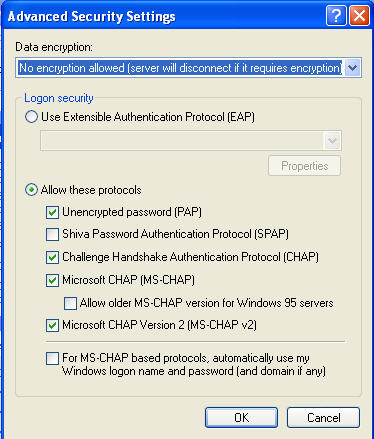 Advanced Security Settings
Data encryption:
No encryption allowed (server will disconnect if it requires encryption)
Logon security
Use Extensible Authentication Protocol (EAP)
Properties
Allow these protocols
Unencrypted password (PAP)
Shiva Password Authentication Protocol (SPAP)
Challenge Handshake Authentication Protocol (CHAP)
Microsoft CHAP (MS-CHAP)
Allow older MS-CHAP version for Windows 95 servers
Microsoft CHAP Version 2 (MS-CHAP v2)
For MS-CHAP based protocols, automatically use my
Windows logon name and password (and domain if any)
OK
Cancel